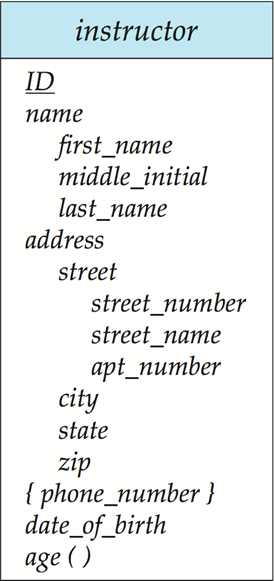 instructor
ID
name
first_name
middle_initial
last_name
address
street
street_number
street_name
apt_number
city
state
zip
{ phone_number }
date_of_birth
age ( )